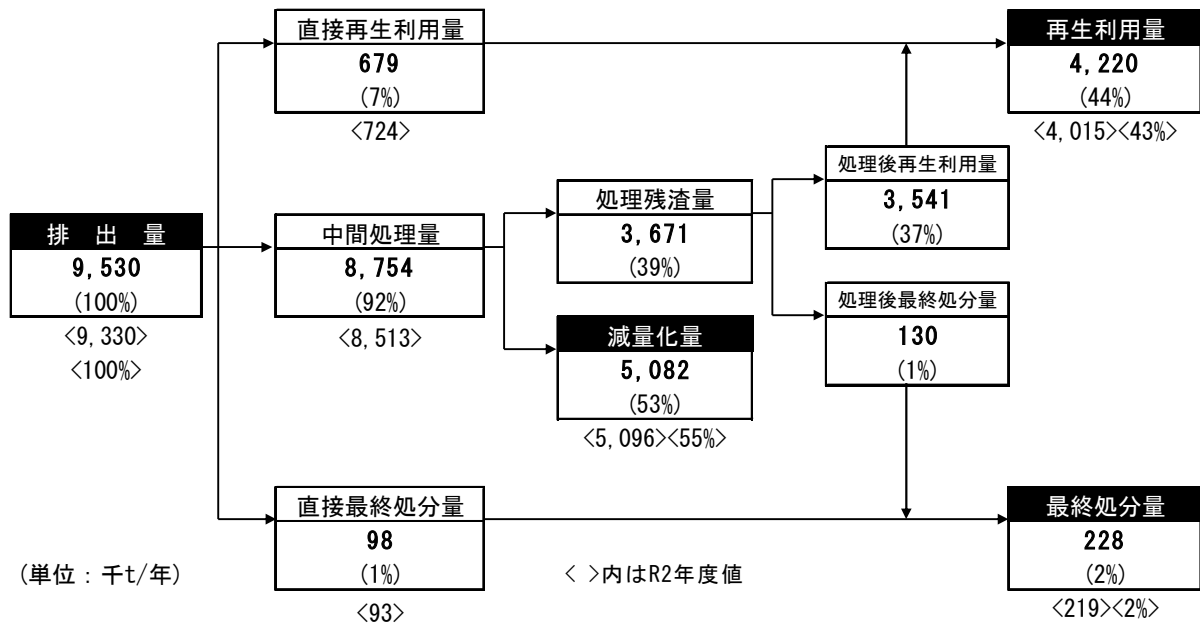 直接再生利用量
679
(7%)
<724>
再生利用量
4,220
(44%)
<4,015><43%>
排 出 量
9,530
(100%)
<9,330>
<100%>
中間処理量
8,754
(92%)
<8,513>
処理残渣量
3,671
(39%)
減量化量
5,082
(53%)
<5,096><55%>
処理後再生利用量
3,541
(37%)
処理後最終処分量
130
(1%)
直接最終処分量
98
(1%)
<93>
最終処分量
228
(2%)
<219><2%>
(単位：千t/年)
< >内はR2年度値